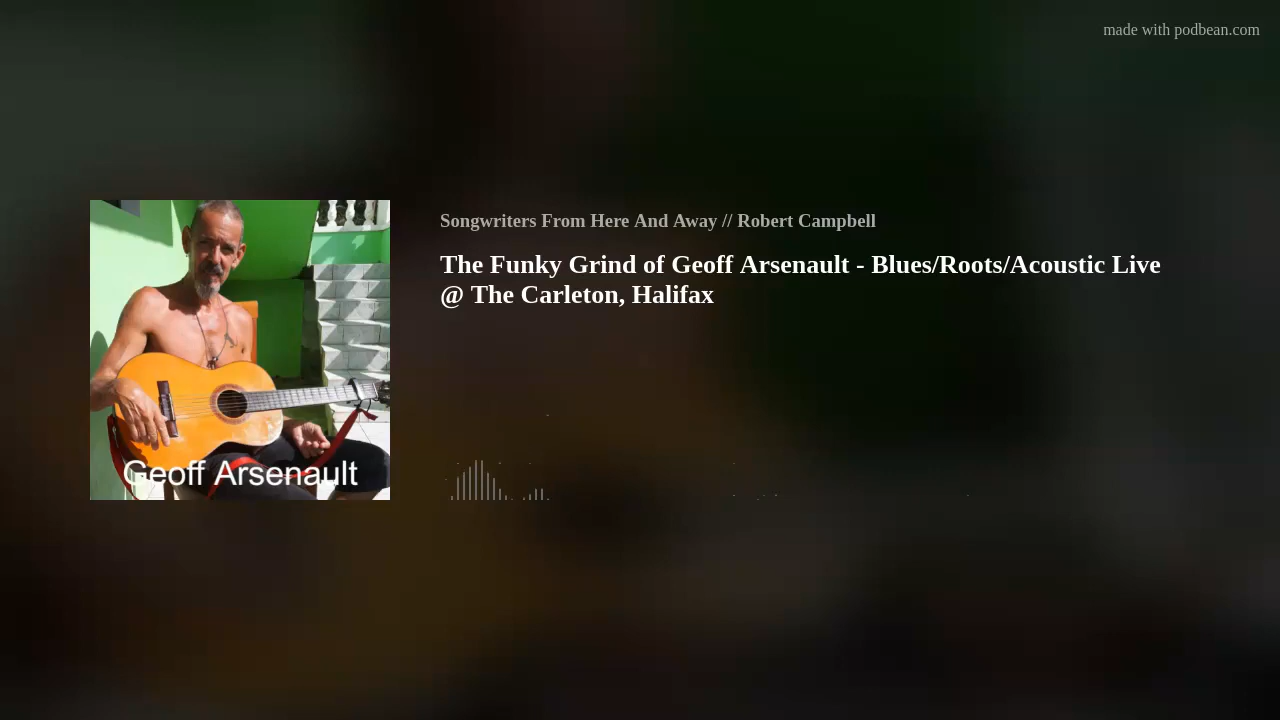 made with podbean.com
Songwriters From Here And Away // Robert Campbell
The Funky Grind of Geoff Arsenault - Blues/Roots/Acoustic Live
@ The Carleton, Halifax
Geoff Arsenault